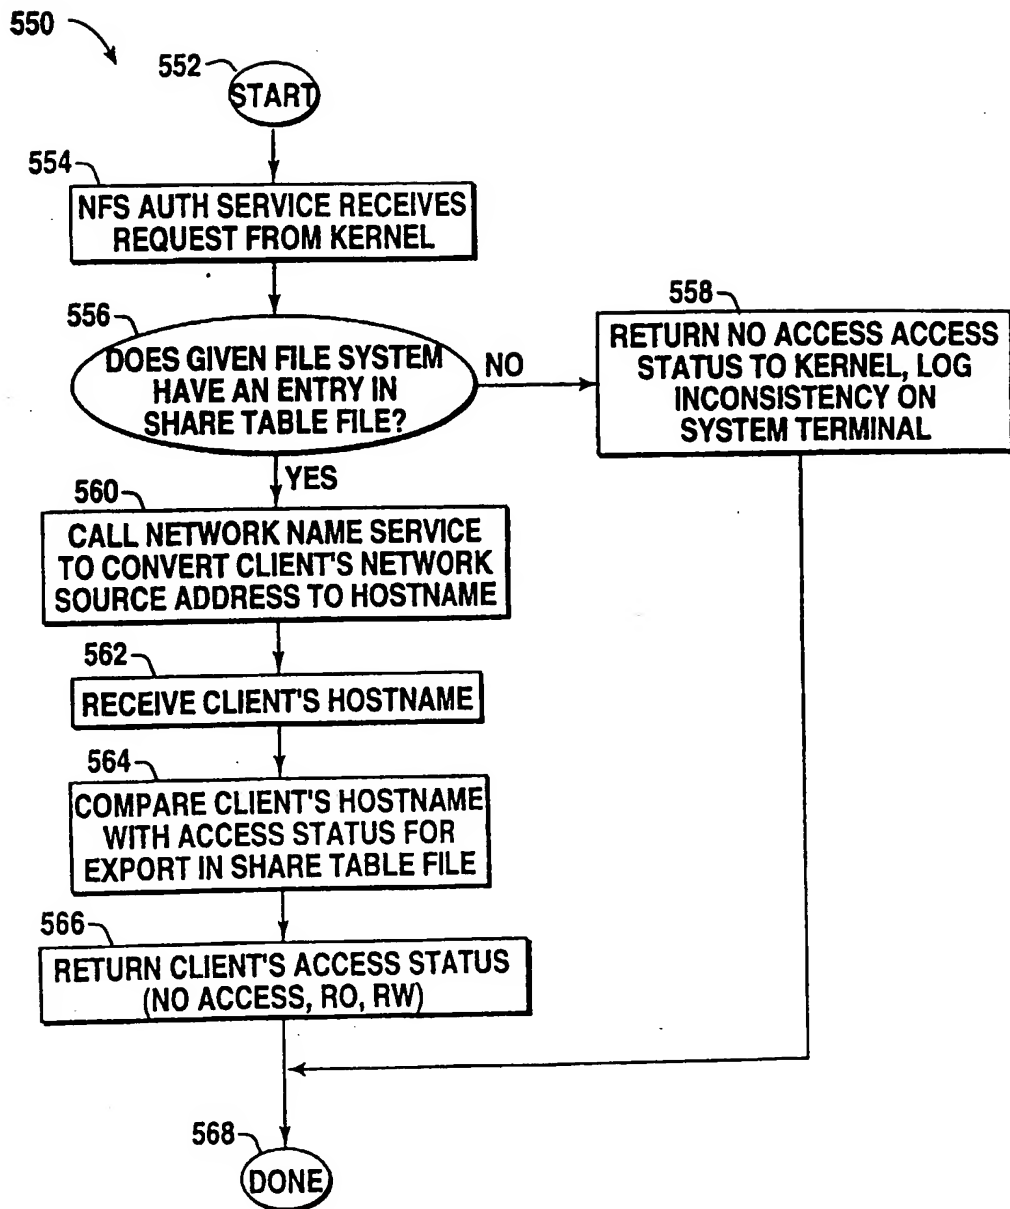 550
552
START
554
NFS AUTH SERVICE RECEIVES
REQUEST FROM KERNEL
556
DOES GIVEN FILE SYSTEM
HAVE AN ENTRY IN
SHARE TABLE FILE?
NO
558
RETURN NO ACCESS ACCESS
STATUS TO KERNEL, LOG
INCONSISTENCY ON
SYSTEM TERMINAL
YES
560
CALL NETWORK NAME SERVICE
TO CONVERT CLIENT'S NETWORK
SOURCE ADDRESS TO HOSTNAME
562
RECEIVE CLIENT'S HOSTNAME
564
COMPARE CLIENT'S HOSTNAME
WITH ACCESS STATUS FOR
EXPORT IN SHARE TABLE FILE
566
RETURN CLIENT'S ACCESS STATUS
(NO ACCESS, RO, RW)
568
DONE